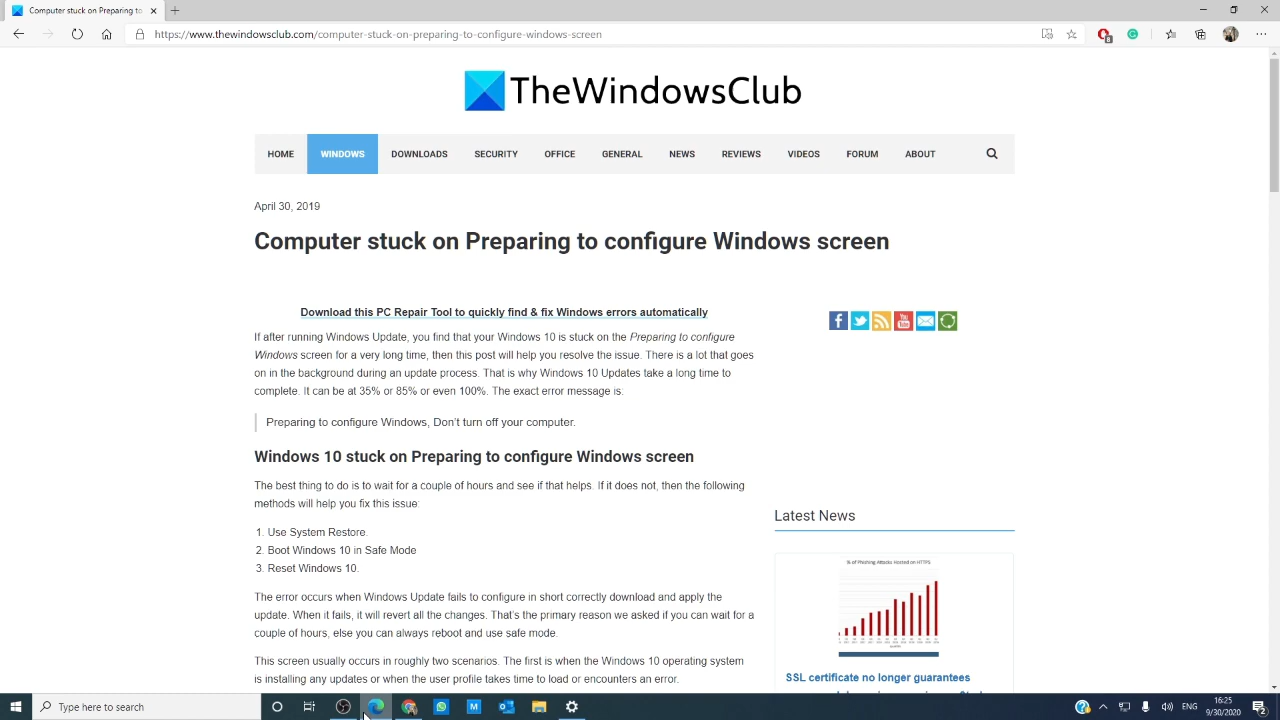 Computer stuck on Preparing to
https://www.thewindowsclub.com/computer-stuck-on-preparing-to-configure-windows-screen
8
TheWindowsClub
HOME WINDOWS DOWNLOADS SECURITY OFFICE GENERAL NEWS REVIEWS VIDEOS FORUM ABOUT
April 30, 2019
Computer stuck on Preparing to configure Windows screen
Download this PC Repair Tool to quickly find & fix Windows errors automatically
If after running Windows Update, you find that your Windows 10 is stuck on the Preparing to configure
Windows screen for a very long time, then this post will help you resolve the issue. There is a lot that goes
on in the background during an update process. That is why Windows 10 Updates take a long time to
complete. It can be at 35% or 85% or even 100%. The exact error message is.
Preparing to configure Windows, Don't turn off your computer.
Windows 10 stuck on Preparing to configure Windows screen
The best thing to do is to wait for a couple of hours and see if that helps. If it does not, then the following
methods will help you fix this issue:
1. Use System Restore.
2. Boot Windows 10 in Safe Mode
3. Reset Windows 10.
The error occurs when Windows Update fails to configure in short correctly download and apply the
update. When it fails, it will revert all the changes. That's the primary reason we asked if you can wait for a
couple of hours, else you can always reboot and use safe mode.
This screen usually occurs in roughly two scenarios. The first is when the Windows 10 operating system
is installing any updates or when the user profile takes time to load or encounters an error.
You Tube
Latest News
% of Phishing Attacks Hosted on HTTPS
SSL certificate no longer guarantees
Type here to search
ENG
16:25
9/30/2020